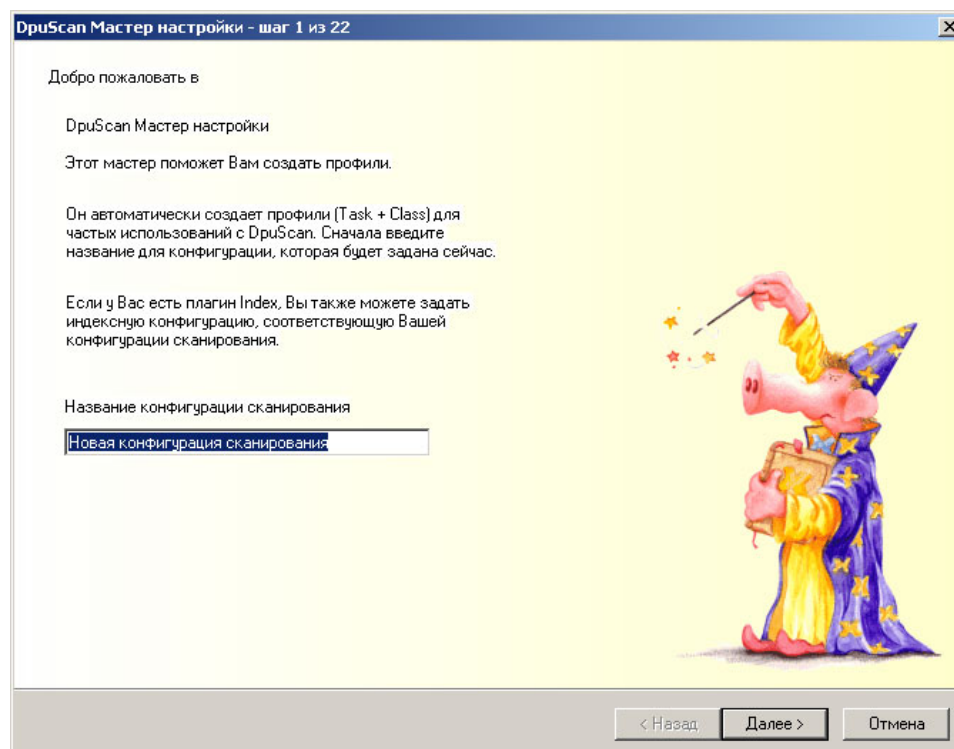 DpuScan Мастер настройки - шаг 1 из 22
Добро пожаловать в
DpuScan Мастер настройки
Этот мастер поможет Вам создать профили.
Он автоматически создает профили (Task + Class) для
частых использований с DpuScan. Сначала введите
название для конфигурации, которая будет задана сейчас.
Если у Вас есть плагин Index, Вы также можете задать
индексную конфигурацию, соответствующую Вашей
конфигурации сканирования.
Название конфигурации сканирования
Новая конфигурация сканирования
< Назад
Далее >
Отмена